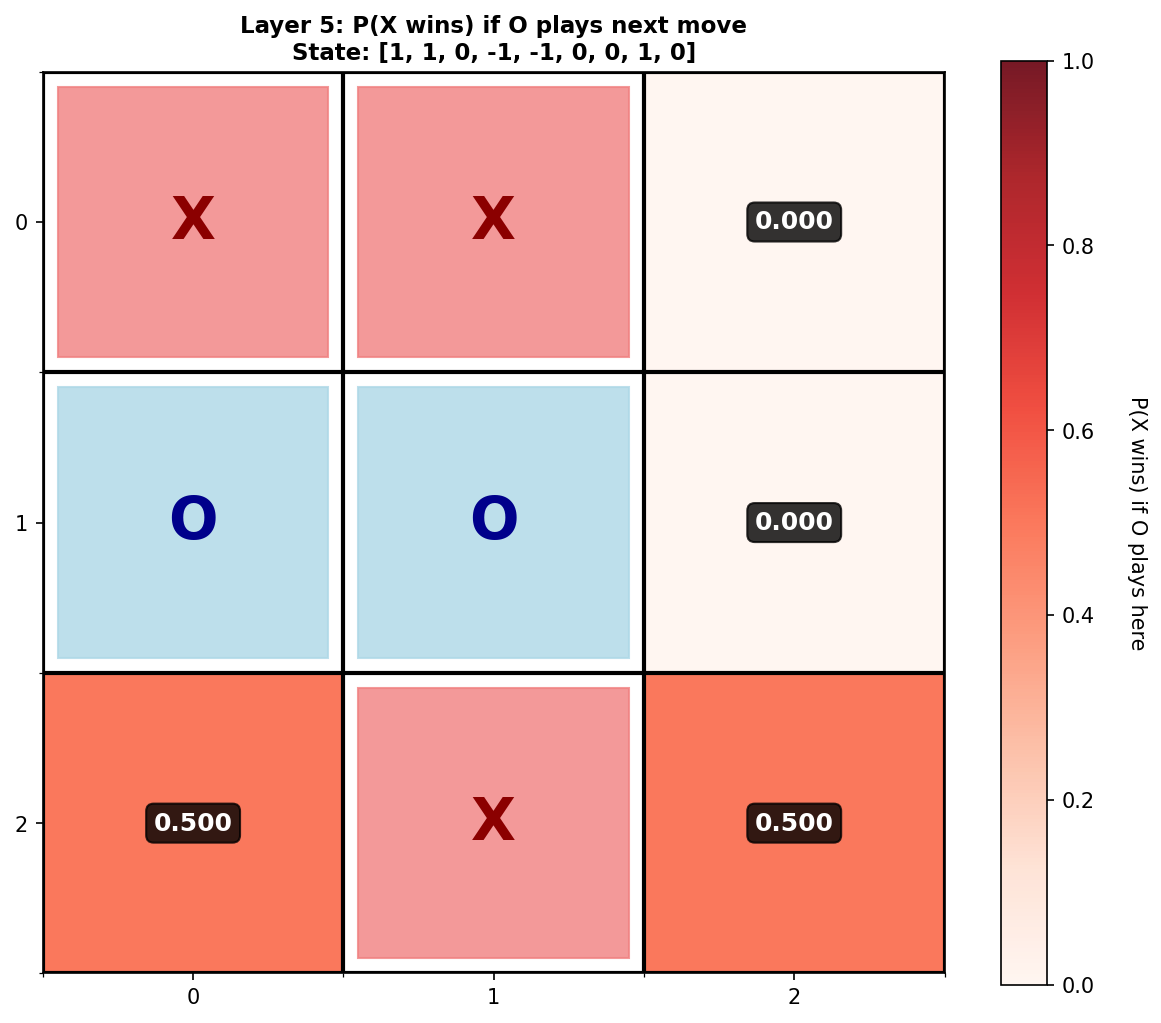 Layer 5: P(X wins) if O plays next move
State: [1, 1, 0, -1, -1, 0, 0, 1, 0]
0
X
X
0.000
1
O
O
0.000
2
0.500
X
0.500
0
1
2
1.0
0.8
0.6
0.4
0.2
0.0
P(X wins) if O plays here